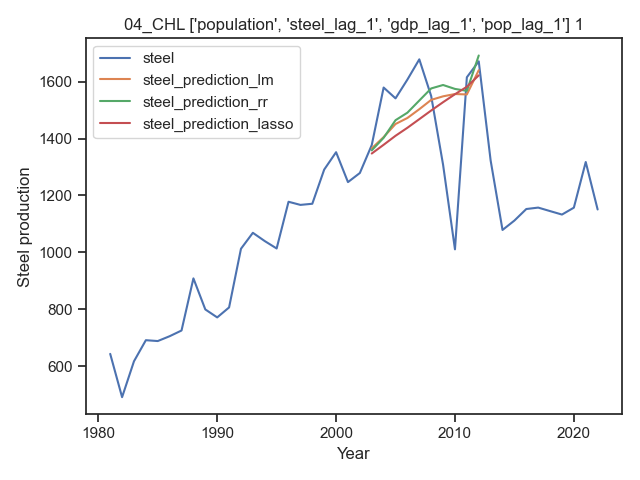 04_CHL ['population', 'steel_lag_1', 'gdp_lag_1', 'pop_lag_1'] 1
steel
steel_prediction_lm
steel_prediction_rr
steel_prediction_lasso
1600
1400
1200
1000
800
600
Steel production
1980
1990
2000
2010
2020
Year